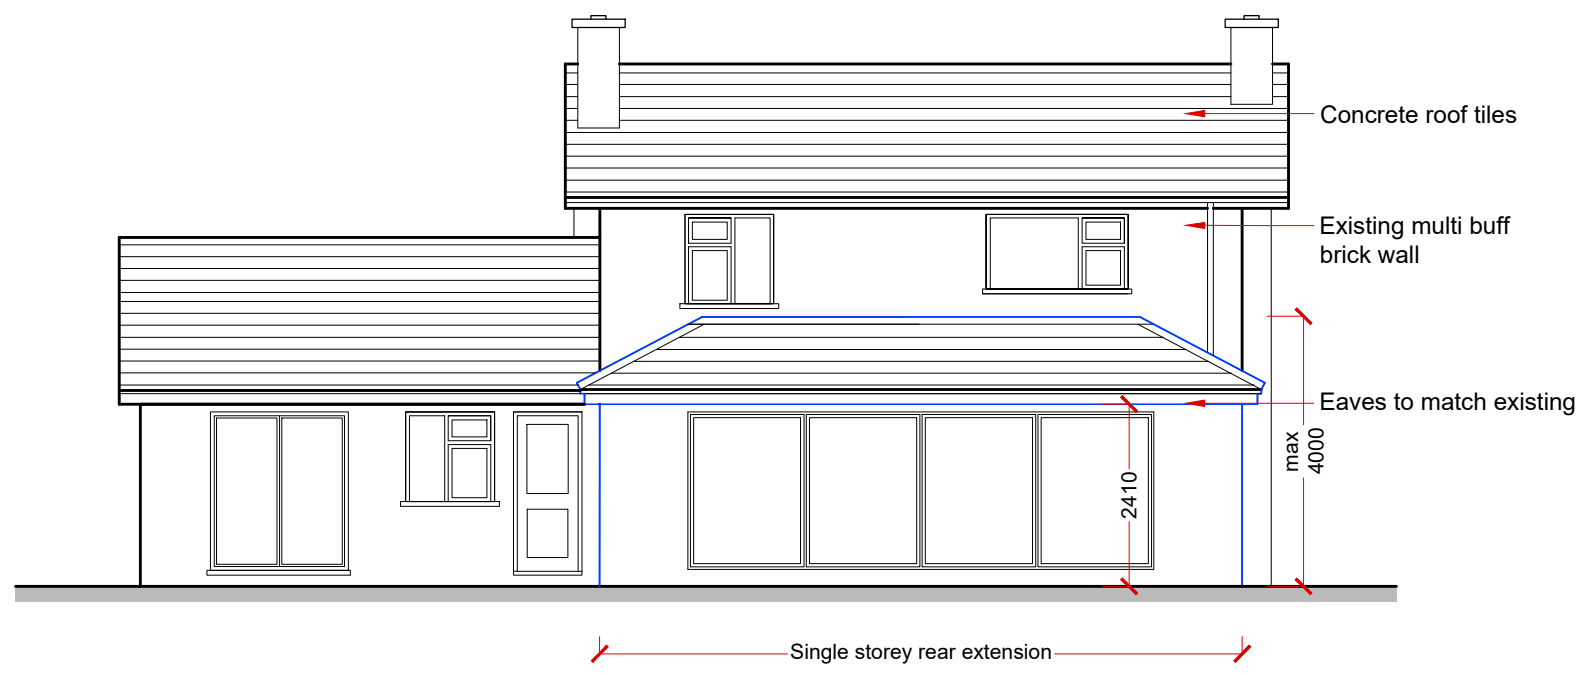 Concrete roof tiles
Existing multi buff
brick wall
Eaves to match existing
max
4000
2410
Single storey rear extension